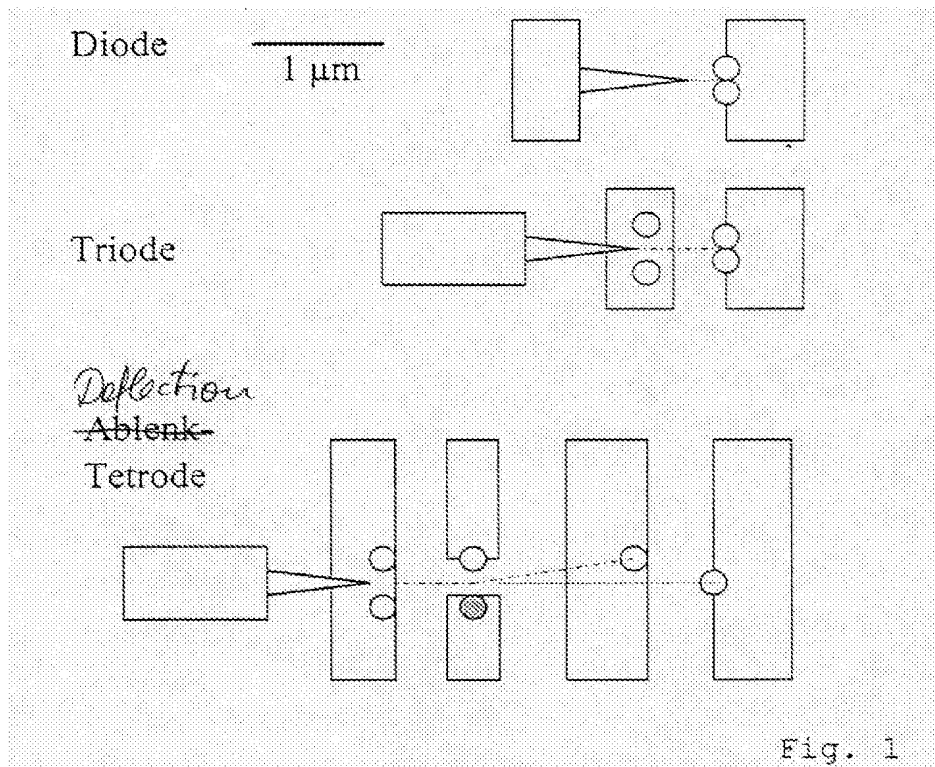 Diode
1 μm
Triode
Deflection
Ablenk-
Tetrode
Fig. 1